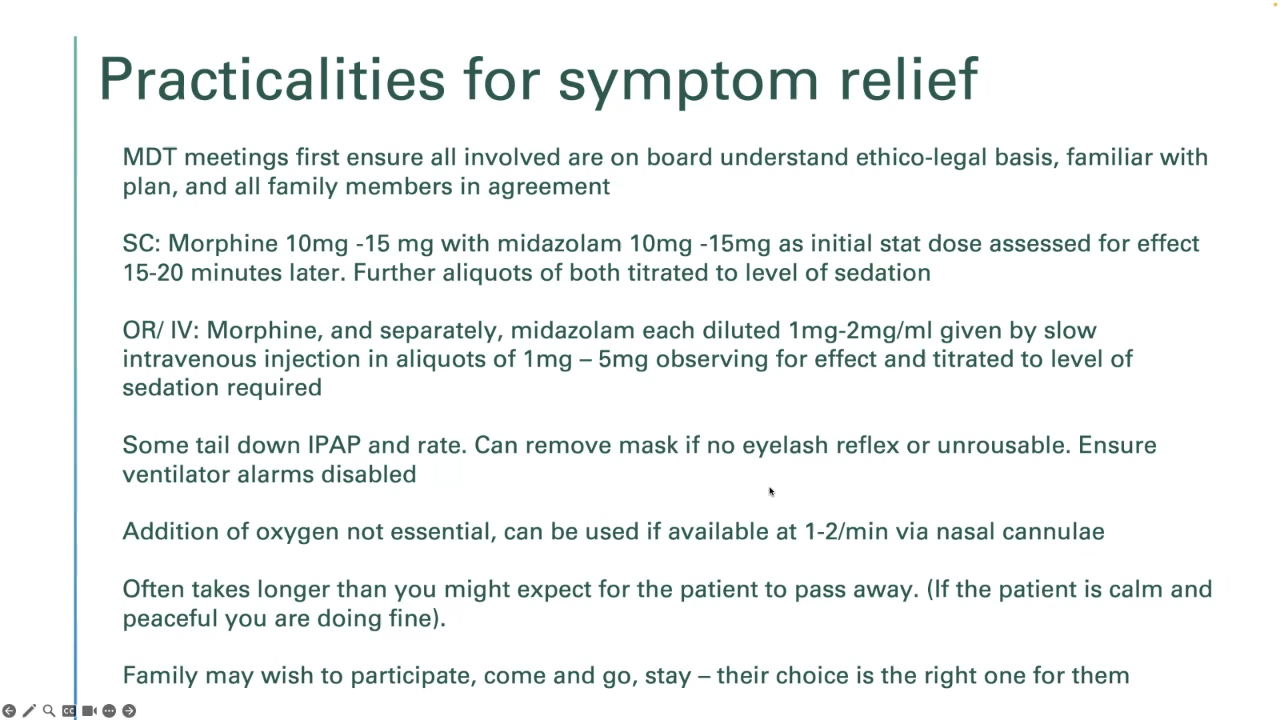 Practicalities for symptom relief
MDT meetings first ensure all involved are on board understand ethico-legal basis, familiar with
plan, and all family members in agreement
SC: Morphine 10mg -15 mg with midazolam 10mg -15mg as initial stat dose assessed for effect
15-20 minutes later. Further aliquots of both titrated to level of sedation
OR/ IV: Morphine, and separately, midazolam each diluted 1mg-2mg/ml given by slow
intravenous injection in aliquots of 1mg – 5mg observing for effect and titrated to level of
sedation required
Some tail down IPAP and rate. Can remove mask if no eyelash reflex or unrousable. Ensure
ventilator alarms disabled
Addition of oxygen not essential, can be used if available at 1-2/min via nasal cannulae
Often takes longer than you might expect for the patient to pass away. (If the patient is calm and
peaceful you are doing fine).
Family may wish to participate, come and go, stay – their choice is the right one for them
CC